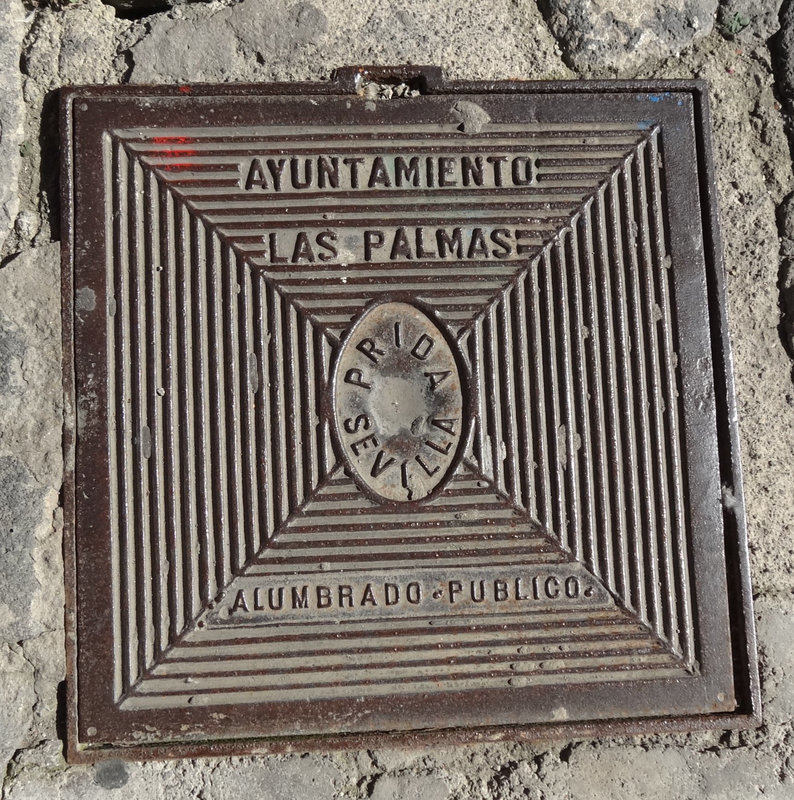 AYUNTAMIENTO
LAS PALMAS
PRIDA
SEVILLA
ALUMBRADO PUBLICO